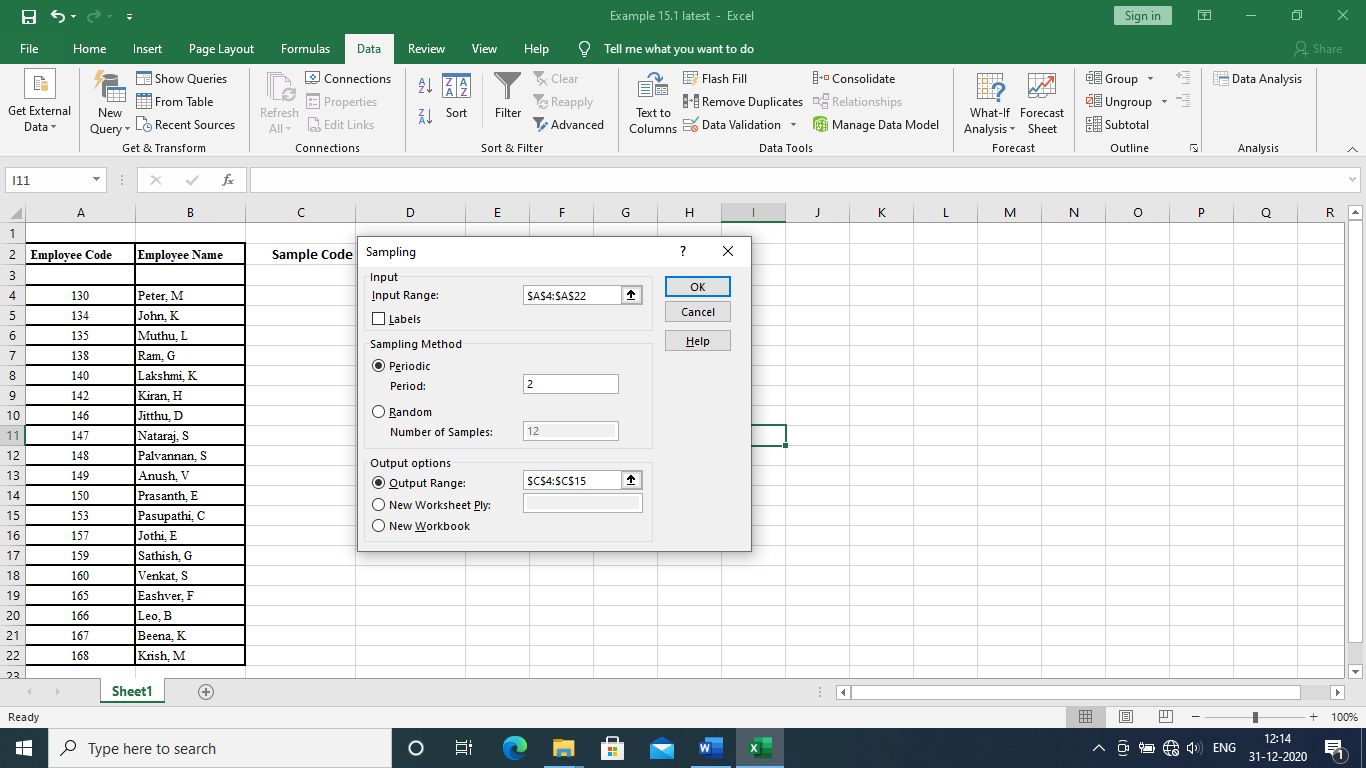 Example 15.1 latest - Excel
Sign in
File Home Insert Page Layout Formulas Data Review View Help Tell me what you want to do Share
Get External Data
New Query
Show Queries
From Table
Recent Sources
Get & Transform
Refresh All
Connections
Properties
Edit Links
Connections
Sort
Filter
Clear
Reapply
Advanced
Sort & Filter
Text to Columns
Flash Fill
Remove Duplicates
Data Validation
Consolidate
Relationships
Manage Data Model
Data Tools
What-If Analysis
Forecast Sheet
Forecast
Group
Ungroup
Subtotal
Outline
Data Analysis
Analysis
I11
fx
A B C D E F G H I J K L M N O P Q R
1
2 Employee Code Employee Name Sample Code
3
4 130 Peter, M
5 134 John, K
6 135 Muthu, L
7 138 Ram, G
8 140 Lakshmi, K
9 142 Kiran, H
10 146 Jitthu, D
11 147 Nataraj, S
12 148 Palvannan, S
13 149 Anush, V
14 150 Prasanth, E
15 153 Pasupathi, C
16 157 Jothi, E
17 159 Sathish, G
18 160 Venkat, S
19 165 Eashver, F
20 166 Leo, B
21 167 Beena, K
22 168 Krish, M
23
Sampling ?
Input
Input Range: $A$4:$A$22
Labels
Sampling Method
Periodic
Period: 2
Random
Number of Samples: 12
Output options
Output Range: $C$4:$C$15
New Worksheet Ply:
New Workbook
OK
Cancel
Help
Sheet1
Ready
100%
Type here to search
ENG
12:14
31-12-2020
1